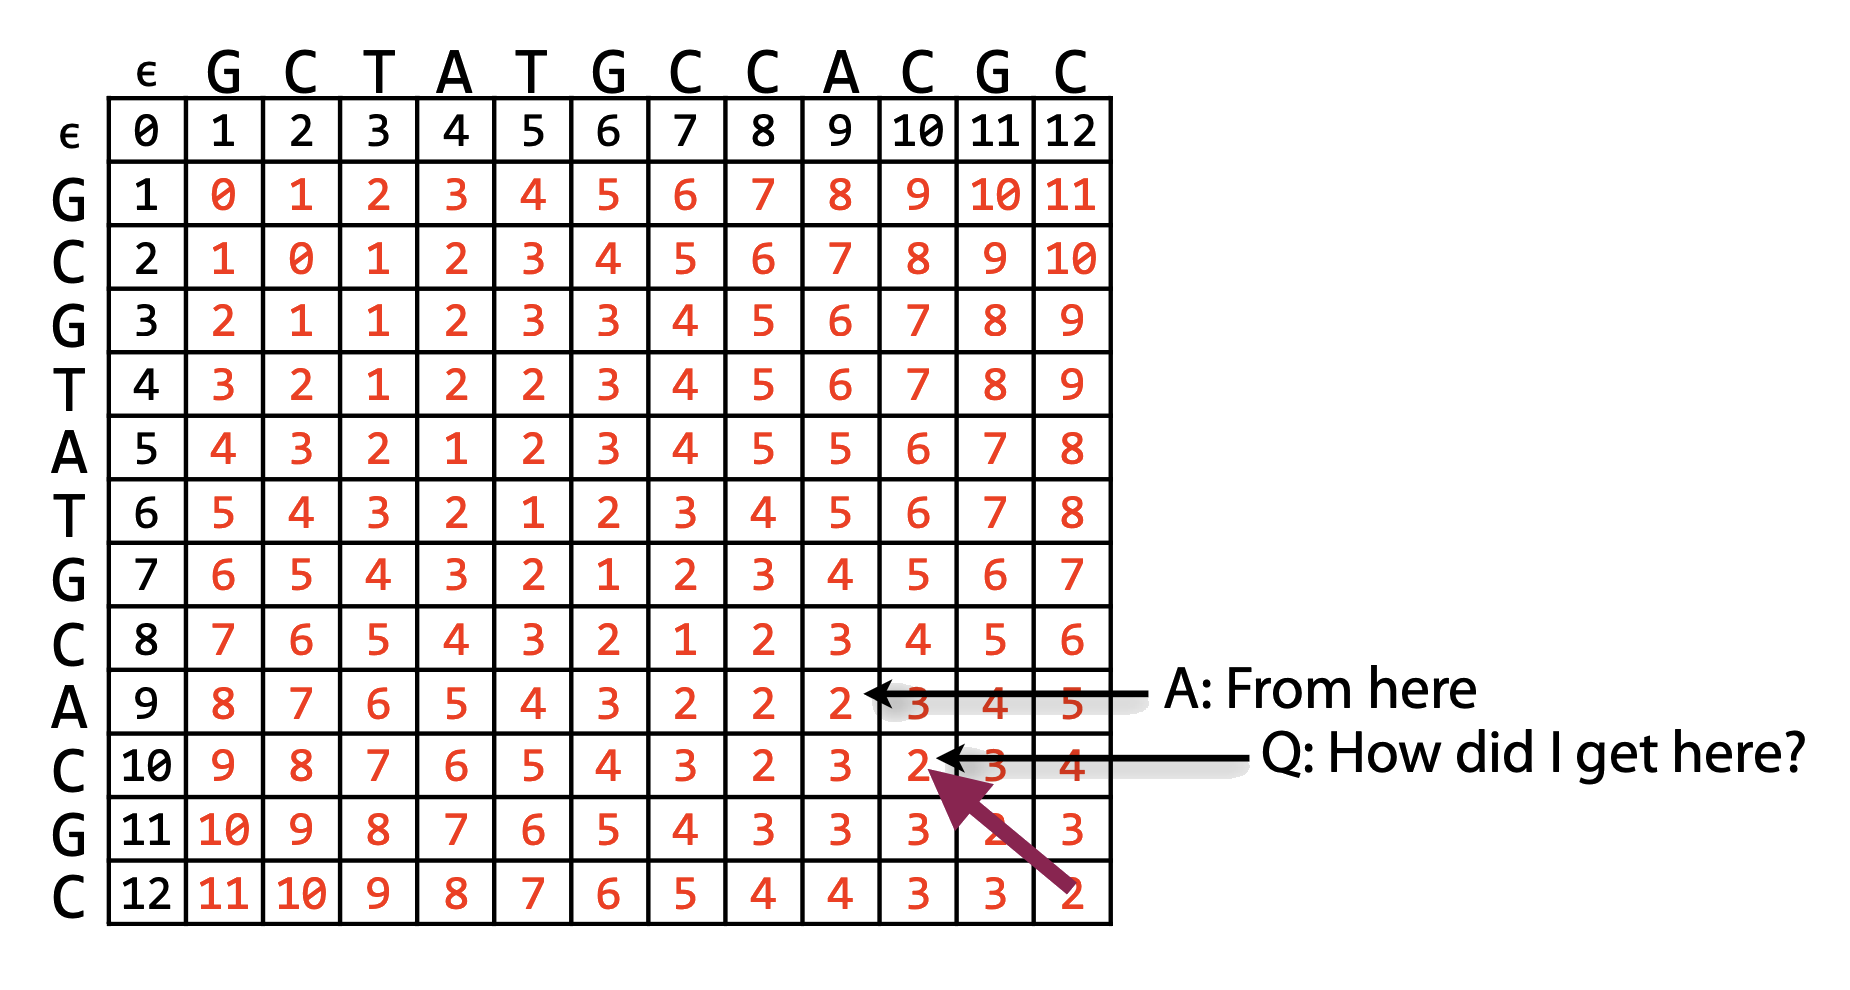 ϵ G C T A T G C C A C G C
ϵ 0 1 2 3 4 5 6 7 8 9 10 11 12
G 1 0 1 2 3 4 5 6 7 8 9 10 11
C 2 1 0 1 2 3 4 5 6 7 8 9 10
G 3 2 1 1 2 3 3 4 5 6 7 8 9
T 4 3 2 1 2 2 3 4 5 6 7 8 9
A 5 4 3 2 1 2 3 4 5 5 6 7 8
T 6 5 4 3 2 1 2 3 4 5 6 7 8
G 7 6 5 4 3 2 1 2 3 4 5 6 7
C 8 7 6 5 4 3 2 1 2 3 4 5 6
A 9 8 7 6 5 4 3 2 2 2 3 4 5 A: From here
C 10 9 8 7 6 5 4 3 2 3 2 3 4 Q: How did I get here?
G 11 10 9 8 7 6 5 4 3 3 3 2 3
C 12 11 10 9 8 7 6 5 4 4 3 3 2